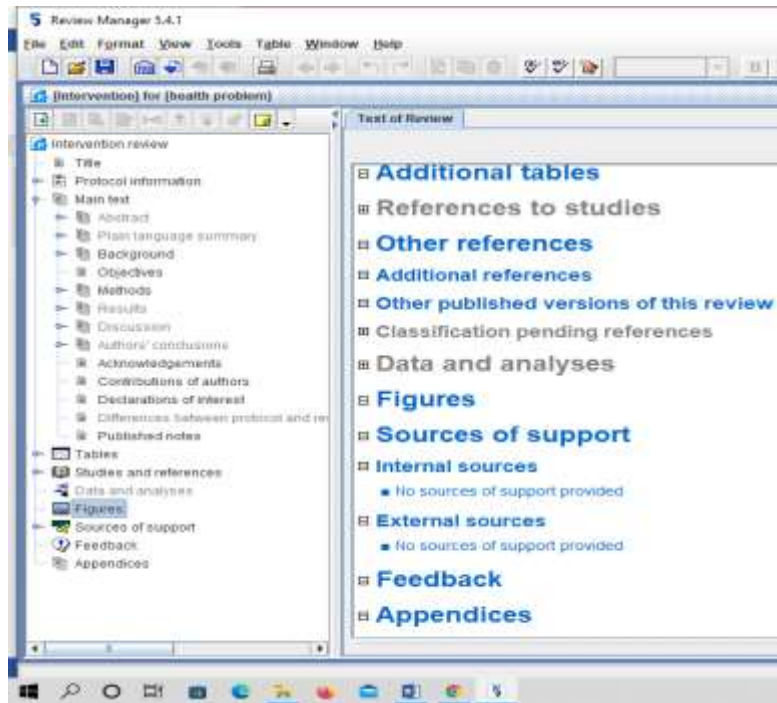 Review Manager 5.4.1
File Edit Format View Tools Table Window Help
[Intervention] for [health problem]
Text of Review
Intervention review
Title
Protocol information
Main text
Abstract
Plain language summary
Background
Objectives
Methods
Results
Discussion
Authors' conclusions
Acknowledgements
Contributions of authors
Declarations of interest
Differences between protocol and re
Published notes
Tables
Studies and references
Data and analyses
Figures
Sources of support
Feedback
Appendices
Additional tables
References to studies
Other references
Additional references
Other published versions of this review
Classification pending references
Data and analyses
Figures
Sources of support
Internal sources
No sources of support provided
External sources
No sources of support provided
Feedback
Appendices